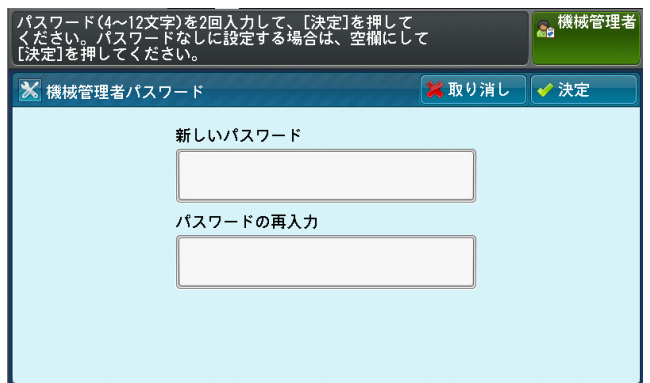 パスワード(4～12文字)を2回入力して、[決定]を押して
ください。パスワードなしに設定する場合は、空欄にして
[決定]を押してください。
機械管理者
機械管理者パスワード
取り消し
決定
新しいパスワード
パスワードの再入力